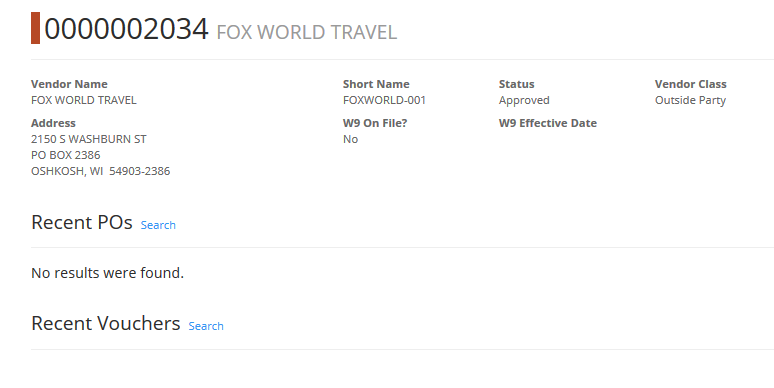 0000002034 FOX WORLD TRAVEL
Vendor Name Short Name Status Vendor Class
FOX WORLD TRAVEL FOXWORLD-001 Approved Outside Party
Address W9 On File? W9 Effective Date
2150 S WASHBURN ST No
PO BOX 2386
OSHKOSH, WI  54903-2386
Recent POs Search
No results were found.
Recent Vouchers Search